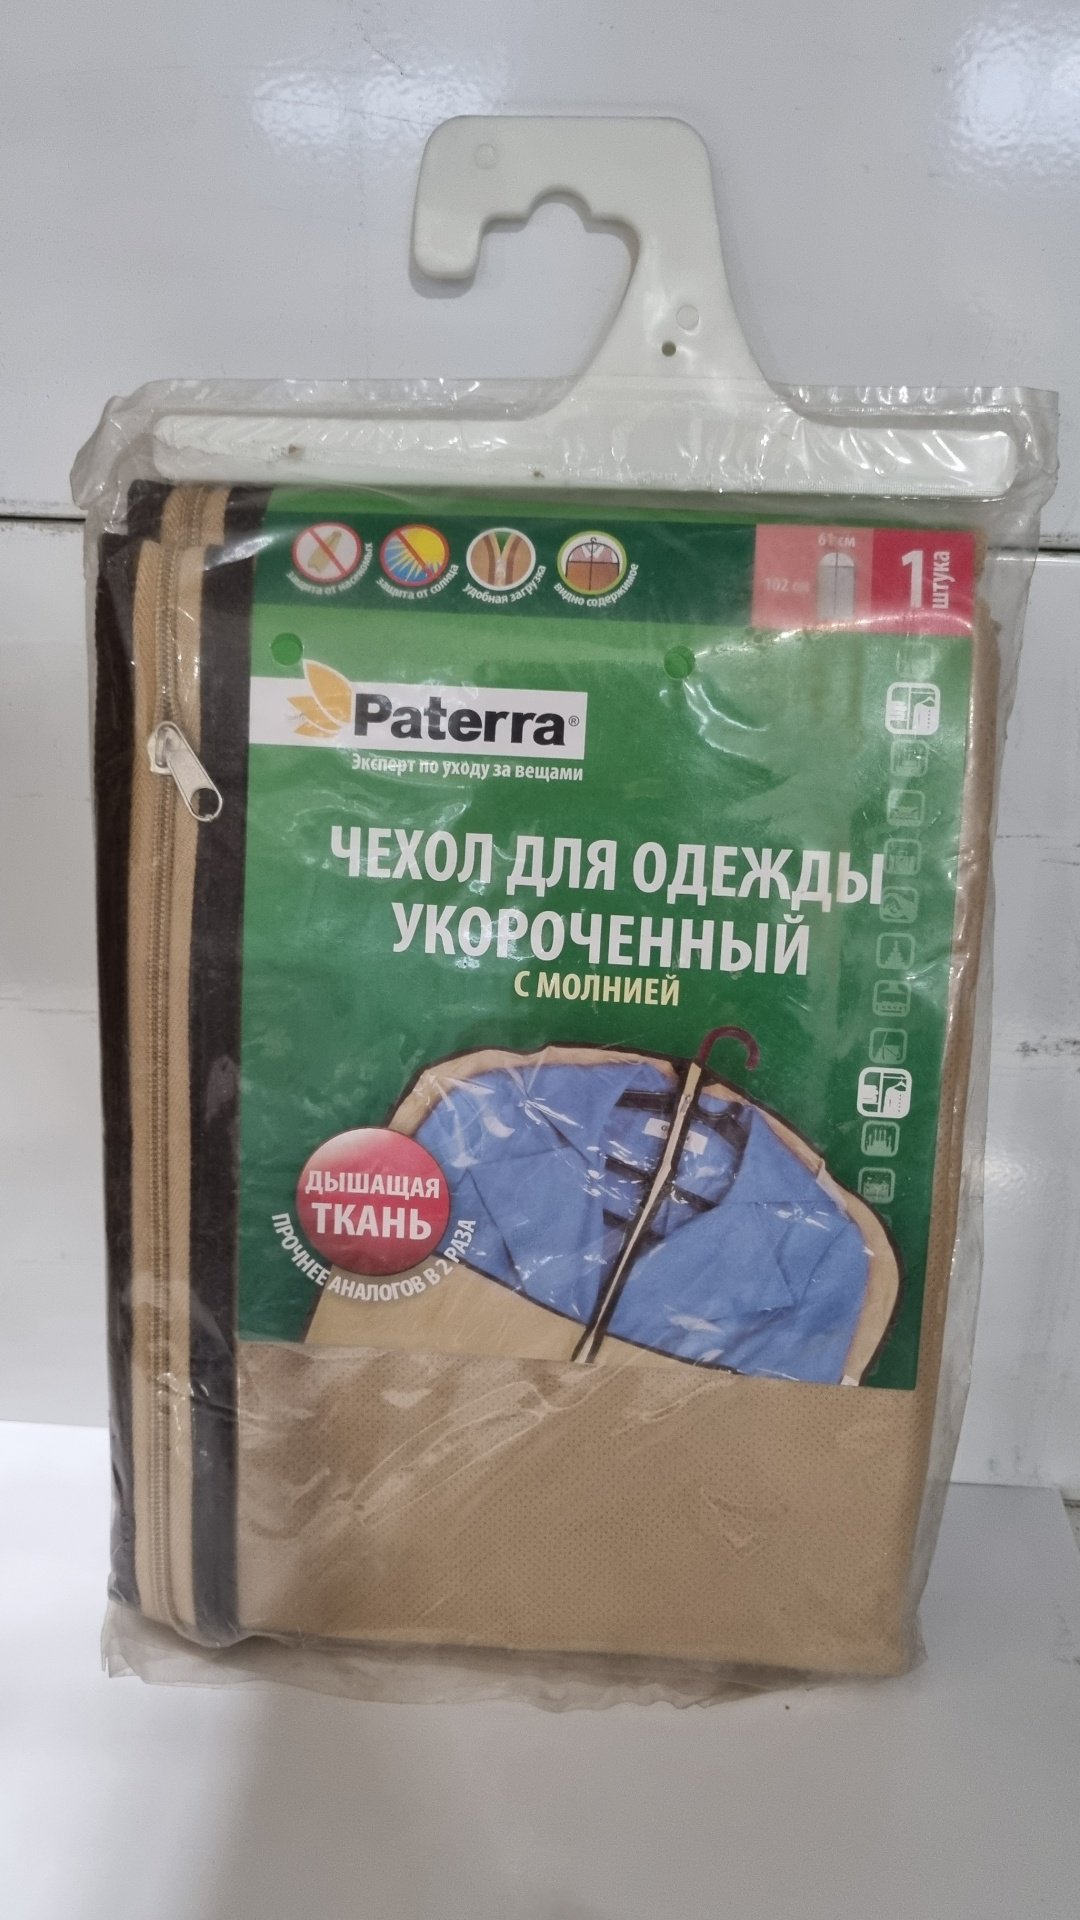 защита от насекомых
защита от солнца
удобная загрузка
видно содержимое
61 см
102 см
1 штука
Paterra®
Эксперт по уходу за вещами
ЧЕХОЛ ДЛЯ ОДЕЖДЫ
УКОРОЧЕННЫЙ
С МОЛНИЕЙ
ДЫШАЩАЯ
ТКАНЬ
ПРОЧНЕЕ АНАЛОГОВ В 2 РАЗА